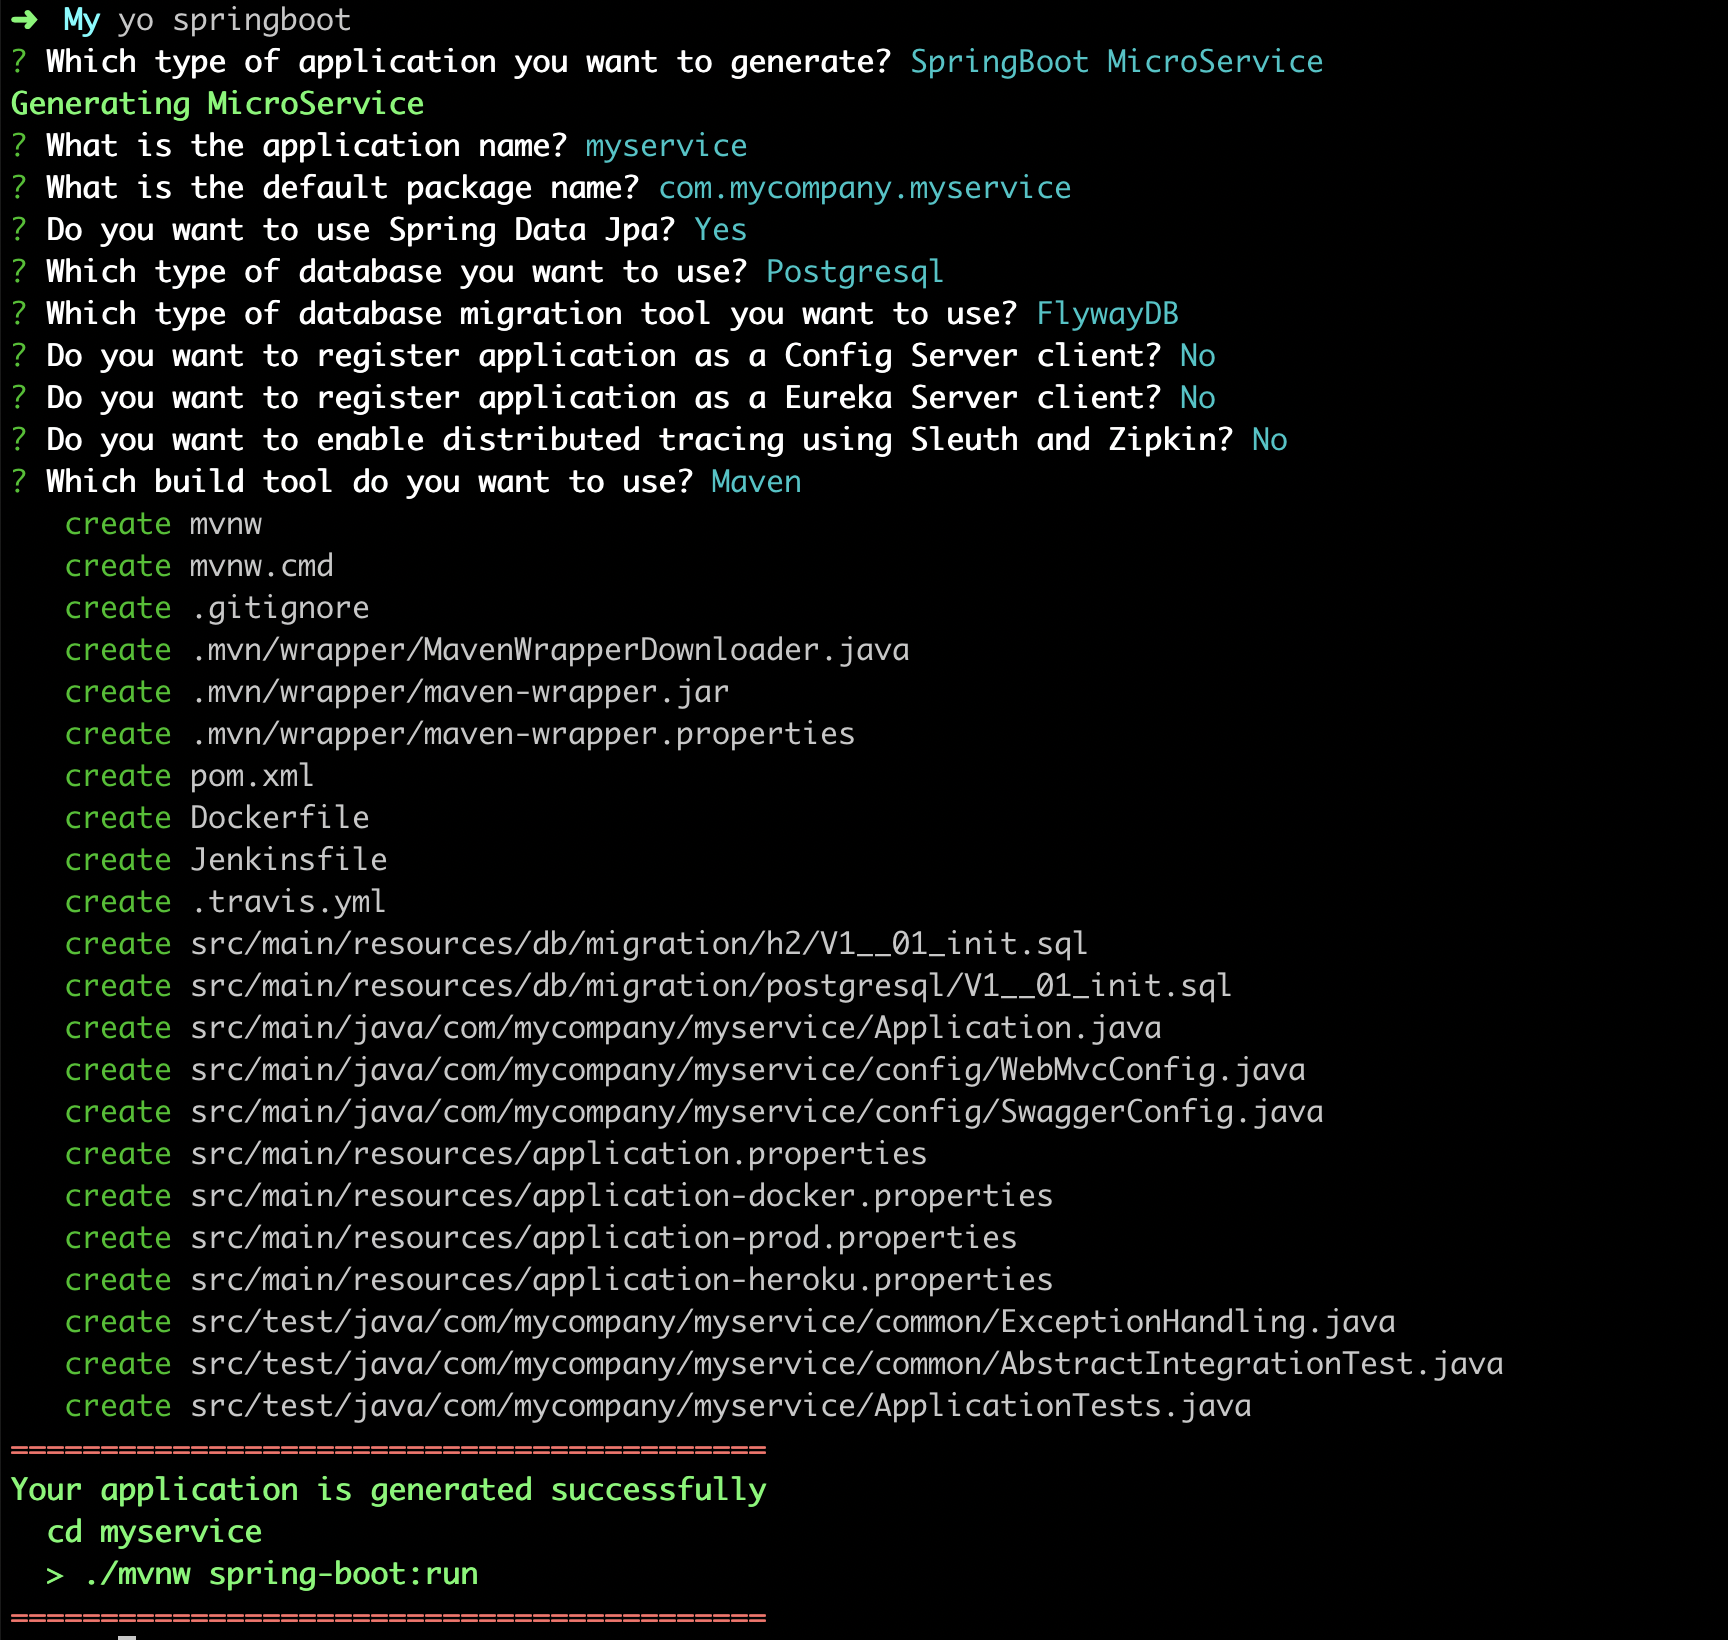 ➜  My yo springboot
? Which type of application you want to generate? SpringBoot MicroService
Generating MicroService
? What is the application name? myservice
? What is the default package name? com.mycompany.myservice
? Do you want to use Spring Data Jpa? Yes
? Which type of database you want to use? Postgresql
? Which type of database migration tool you want to use? FlywayDB
? Do you want to register application as a Config Server client? No
? Do you want to register application as a Eureka Server client? No
? Do you want to enable distributed tracing using Sleuth and Zipkin? No
? Which build tool do you want to use? Maven
   create mvnw
   create mvnw.cmd
   create .gitignore
   create .mvn/wrapper/MavenWrapperDownloader.java
   create .mvn/wrapper/maven-wrapper.jar
   create .mvn/wrapper/maven-wrapper.properties
   create pom.xml
   create Dockerfile
   create Jenkinsfile
   create .travis.yml
   create src/main/resources/db/migration/h2/V1__01_init.sql
   create src/main/resources/db/migration/postgresql/V1__01_init.sql
   create src/main/java/com/mycompany/myservice/Application.java
   create src/main/java/com/mycompany/myservice/config/WebMvcConfig.java
   create src/main/java/com/mycompany/myservice/config/SwaggerConfig.java
   create src/main/resources/application.properties
   create src/main/resources/application-docker.properties
   create src/main/resources/application-prod.properties
   create src/main/resources/application-heroku.properties
   create src/test/java/com/mycompany/myservice/common/ExceptionHandling.java
   create src/test/java/com/mycompany/myservice/common/AbstractIntegrationTest.java
   create src/test/java/com/mycompany/myservice/ApplicationTests.java
==========================================
Your application is generated successfully
  cd myservice
  > ./mvnw spring-boot:run
==========================================